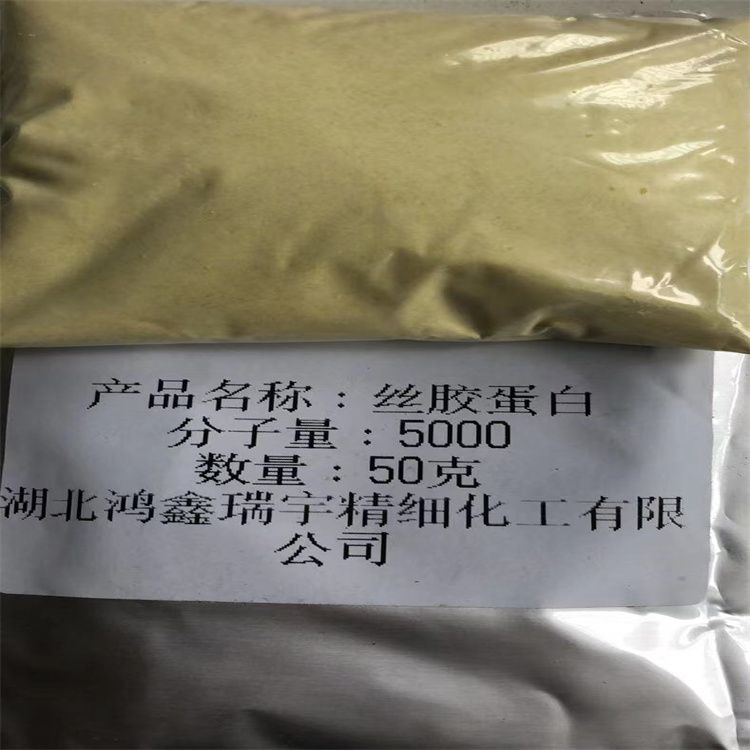 产品名称：丝胶蛋白
分子量：5000
数量：50克
湖北鸿鑫瑞宇精细化工有限
公司